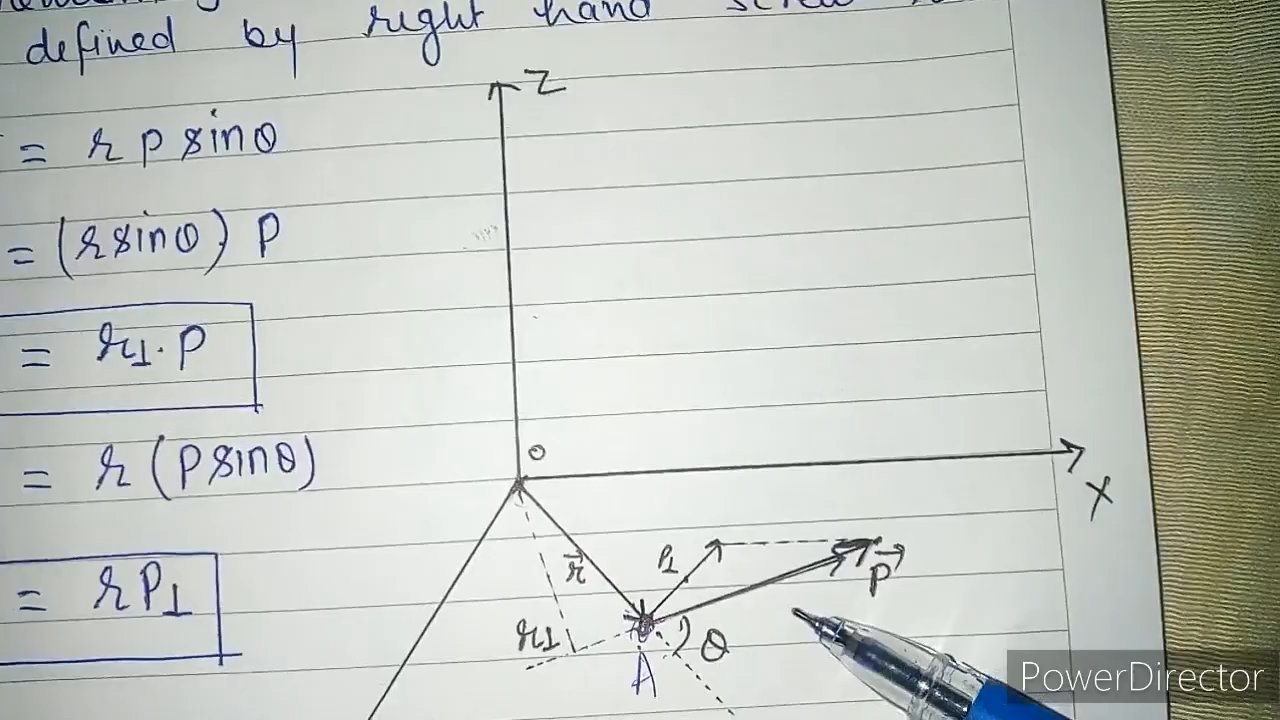 defined by right hand
= r p sinθ
= (r sinθ) P
= r⊥ . P
= r (P sinθ)
= r P⊥
Z
O
X
r⃗
P⊥
P⃗
r⊥
θ
A
PowerDirector